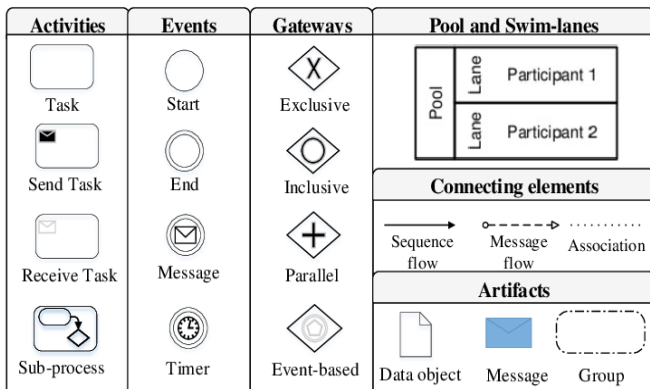 Activities
Task
Send Task
Receive Task
Sub-process
Events
Start
End
Message
Timer
Gateways
X
Exclusive
Inclusive
Parallel
Event-based
Pool and Swim-lanes
Pool
Lane
Participant 1
Lane
Participant 2
Connecting elements
Sequence
flow
Message
flow
Association
Artifacts
Data object
Message
Group